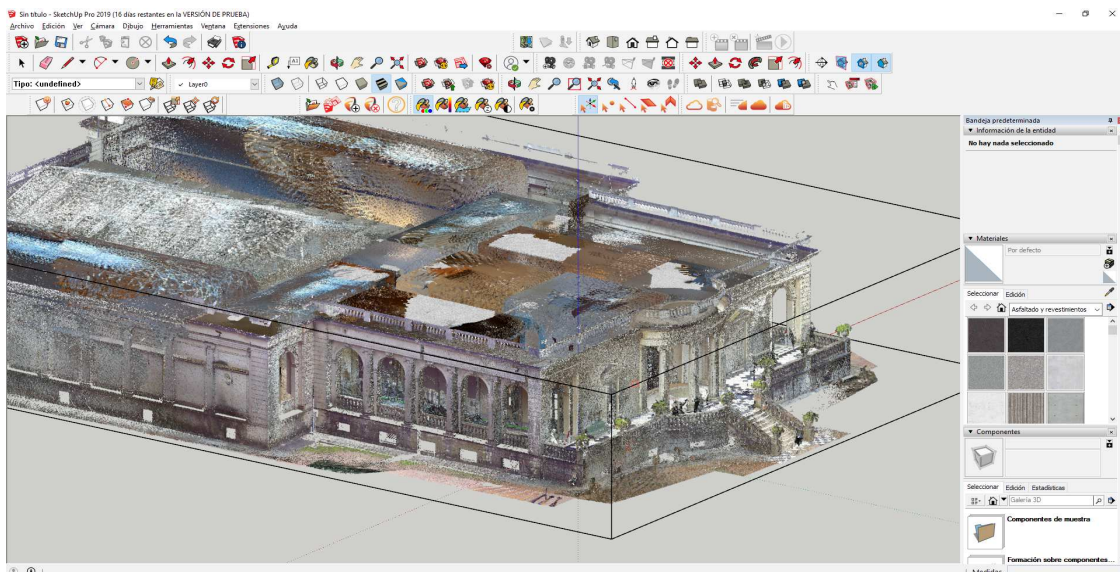 Sin título - SketchUp Pro 2019 (16 días restantes en la VERSIÓN DE PRUEBA)
Archivo Edición Ver Cámara Dibujo Herramientas Ventana Extensiones Ayuda
Tipo: <undefined>
Layer0
Bandeja predeterminada
Información de la entidad
No hay nada seleccionado
Materiales
Por defecto
Seleccionar Edición
Asfaltado y revestimientos
Componentes
Seleccionar Edición Estadísticas
Galería 3D
Componentes de muestra
Formación sobre componentes...
Medidas